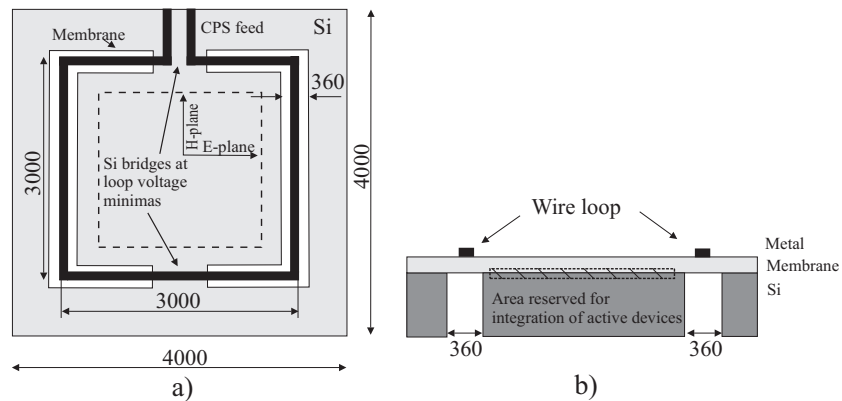 CPS feed
Si
Membrane
360
H-plane
E-plane
Si bridges at
loop voltage
minimas
3000
3000
4000
4000
a)
Wire loop
Metal
Membrane
Si
Area reserved for
integration of active devices
360
360
b)